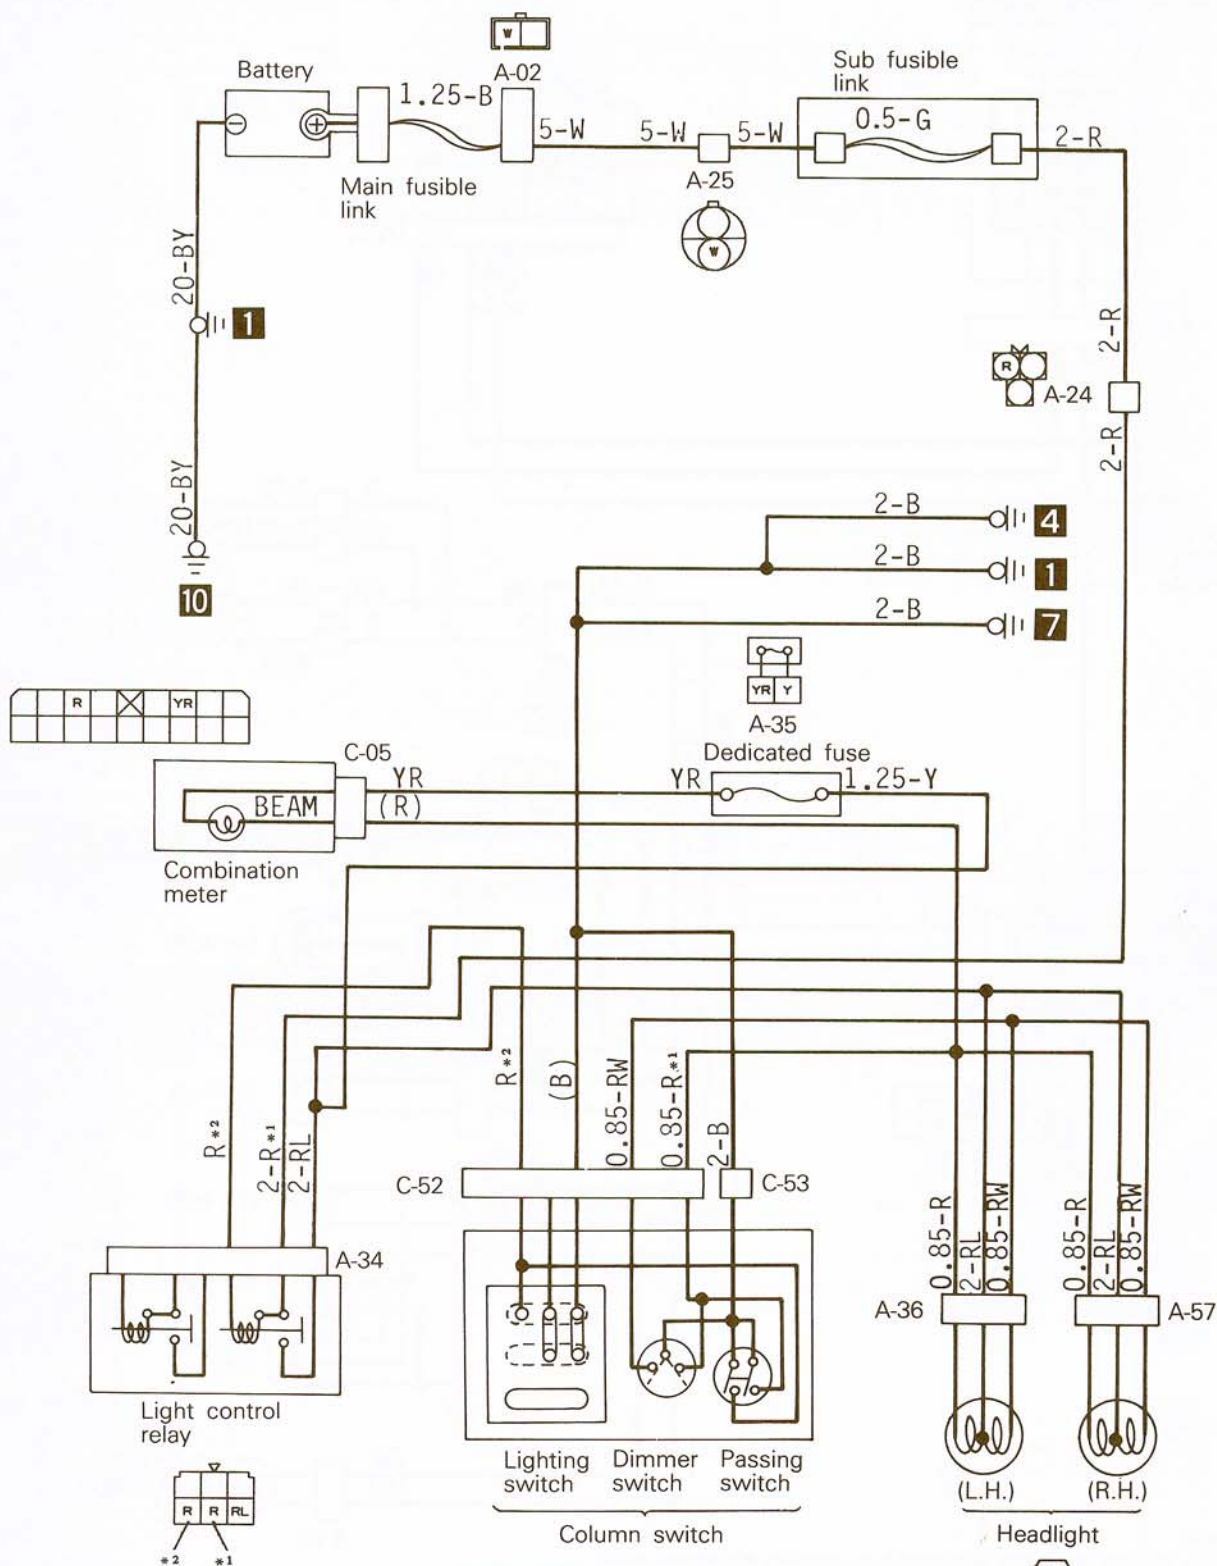 W
A-02
Battery
1.25-B
Sub fusible
link
0.5-G
5-W
5-W
5-W
2-R
A-25
W
Main fusible
link
20-BY
1
2-R
R
A-24
2-R
20-BY
10
2-B
4
2-B
1
2-B
7
R
YR
YR
Y
A-35
C-05
Dedicated fuse
YR
YR
1.25-Y
BEAM
(R)
Combination
meter
R*2
(B)
0.85-RW
0.85-R*1
2-B
R*2
2-R*1
2-RL
C-52
C-53
0.85-R
2-RL
0.85-RW
0.85-R
2-RL
0.85-RW
A-34
A-36
A-57
Light control
relay
Lighting
switch
Dimmer
switch
Passing
switch
(L.H.)
(R.H.)
Column switch
Headlight
R
R
RL
*2
*1